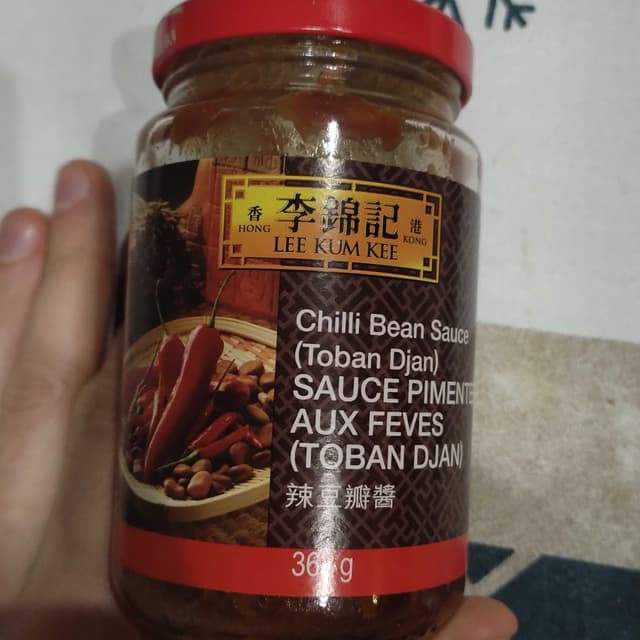 香 李錦記 港
HONG LEE KUM KEE KONG
Chilli Bean Sauce
(Toban Djan)
SAUCE PIMENTE
AUX FEVES
(TOBAN DJAN)
辣豆瓣醬